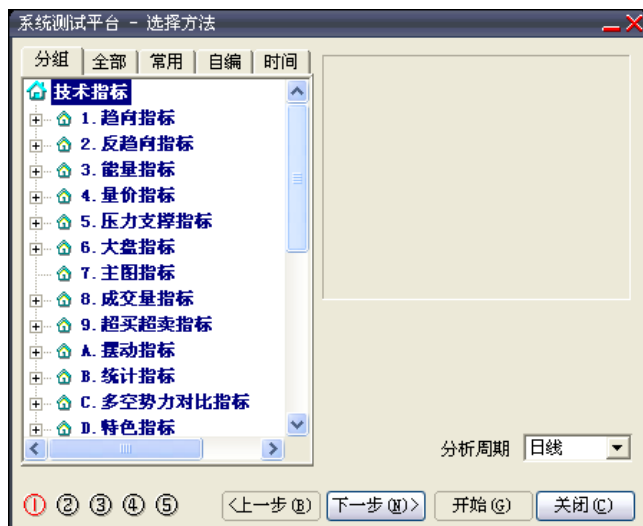 系统测试平台 - 选择方法
分组 全部 常用 自编 时间
技术指标
1.趋向指标
2.反趋向指标
3.能量指标
4.量价指标
5.压力支撑指标
6.大盘指标
7.主图指标
8.成交量指标
9.超买超卖指标
A.摆动指标
B.统计指标
C.多空势力对比指标
D.特色指标
分析周期 日线
① ② ③ ④ ⑤ <上一步(B) 下一步(N)> 开始(G) 关闭(C)